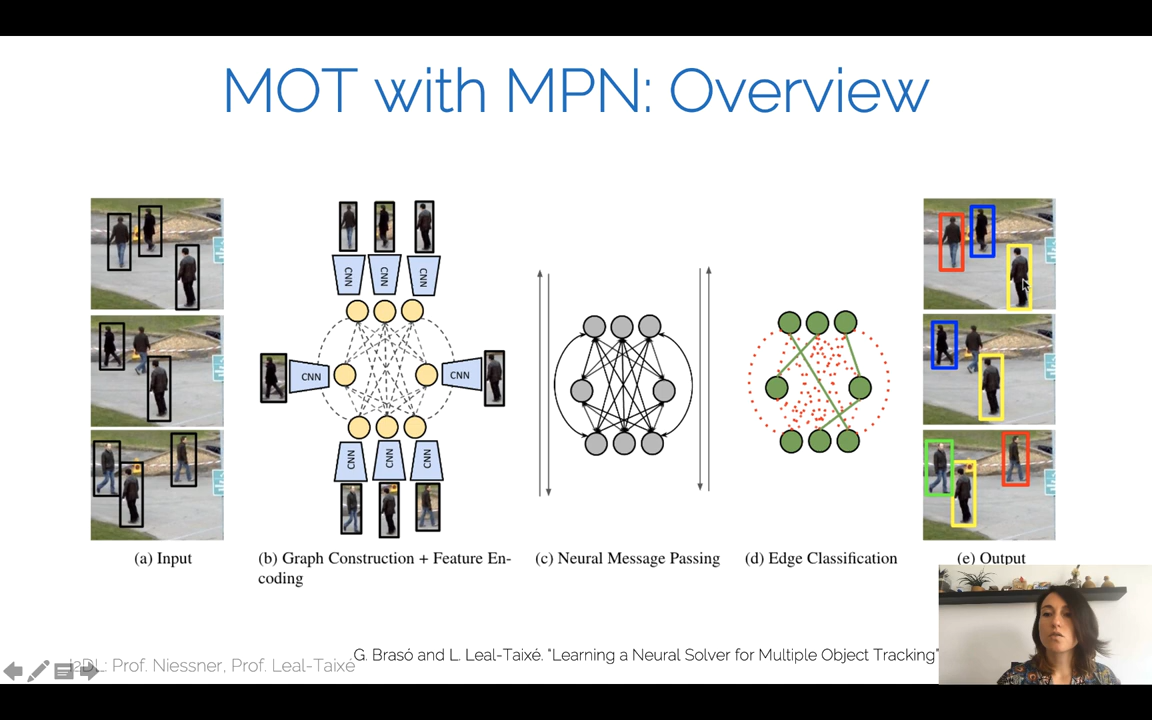 MOT with MPN: Overview
CNN CNN CNN
CNN CNN
CNN CNN CNN
(a) Input
(b) Graph Construction + Feature En-
coding
(c) Neural Message Passing
(d) Edge Classification
(e) Output
I2DL: Prof. Niessner, Prof. Leal-Taixé
G. Brasó and L. Leal-Taixé. "Learning a Neural Solver for Multiple Object Tracking"